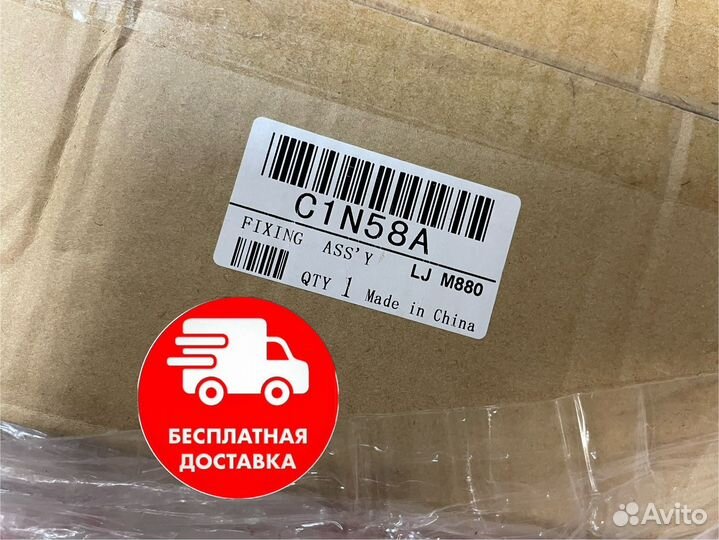 C1N58A
FIXING ASS'Y LJ M880
QTY 1 Made in China
БЕСПЛАТНАЯ
ДОСТАВКА
Avito